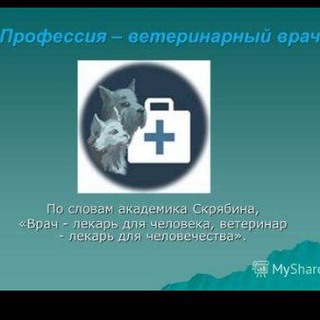 Профессия – ветеринарный врач
По словам академика Скрябина,
«Врач - лекарь для человека, ветеринар
- лекарь для человечества».
MyShare